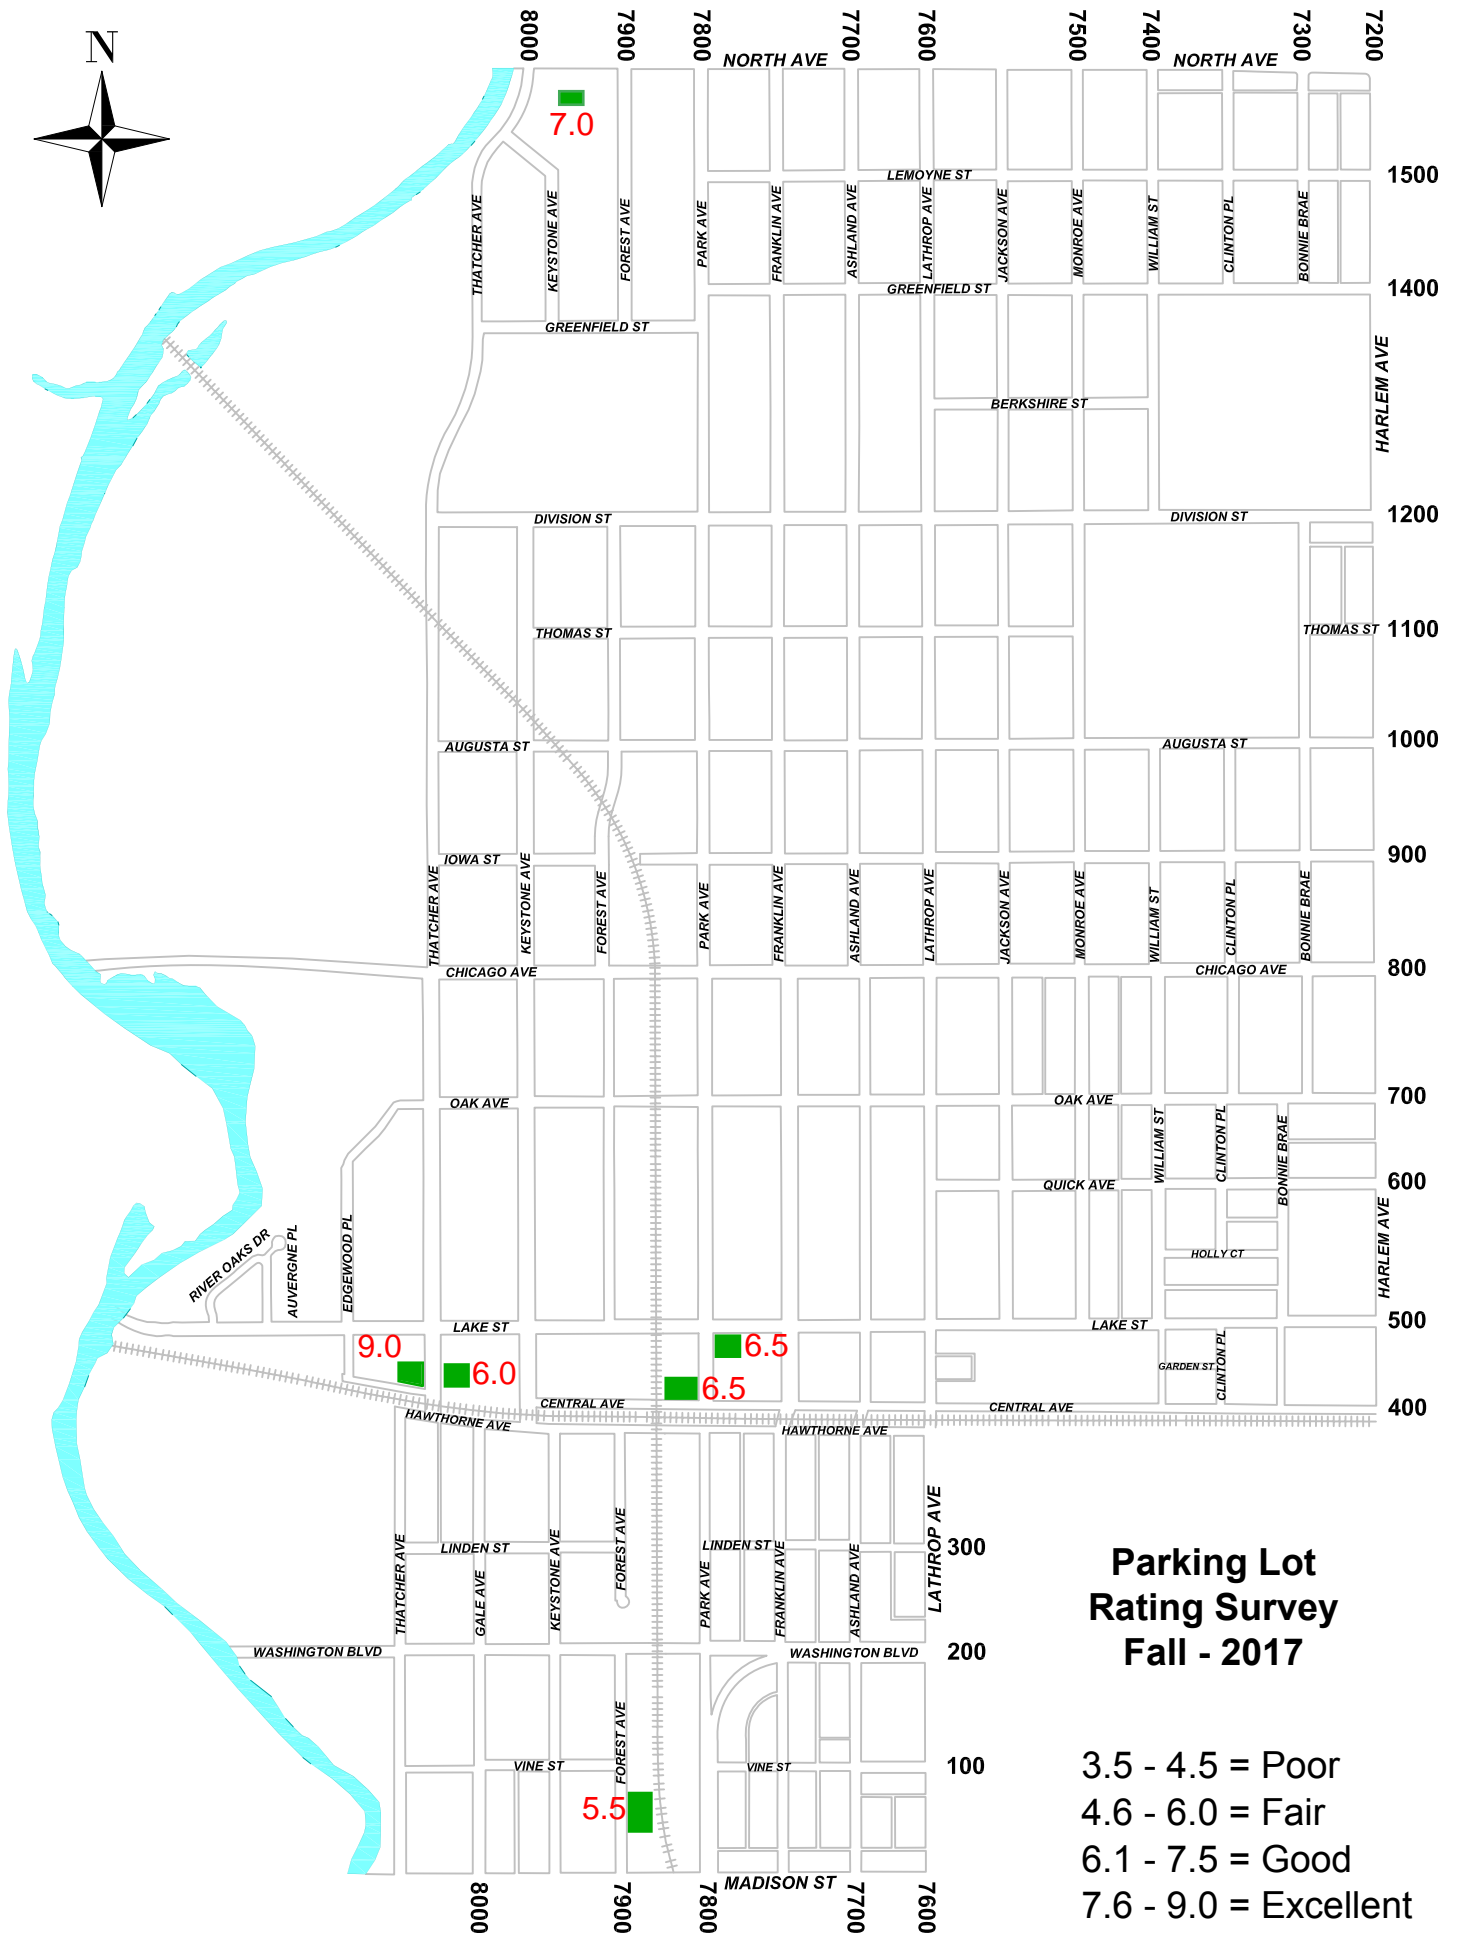 N
8000
7900
7800
7700
7600
7500
7400
7300
7200
NORTH AVE
NORTH AVE
7.0
LEMOYNE ST
1500
THATCHER AVE
KEYSTONE AVE
FOREST AVE
PARK AVE
FRANKLIN AVE
ASHLAND AVE
LATHROP AVE
JACKSON AVE
MONROE AVE
WILLIAM ST
CLINTON PL
BONNIE BRAE
GREENFIELD ST
1400
GREENFIELD ST
HARLEM AVE
BERKSHIRE ST
DIVISION ST
DIVISION ST
1200
THOMAS ST
THOMAS ST
1100
AUGUSTA ST
AUGUSTA ST
1000
IOWA ST
900
THATCHER AVE
KEYSTONE AVE
FOREST AVE
PARK AVE
FRANKLIN AVE
ASHLAND AVE
LATHROP AVE
JACKSON AVE
MONROE AVE
WILLIAM ST
CLINTON PL
BONNIE BRAE
CHICAGO AVE
CHICAGO AVE
800
OAK AVE
OAK AVE
700
WILLIAM ST
CLINTON PL
BONNIE BRAE
QUICK AVE
600
RIVER OAKS DR
AUVERGNE PL
EDGEWOOD PL
HOLLY CT
HARLEM AVE
LAKE ST
LAKE ST
500
9.0
6.0
6.5
6.5
GARDEN ST
CLINTON PL
CENTRAL AVE
CENTRAL AVE
400
HAWTHORNE AVE
HAWTHORNE AVE
LINDEN ST
LINDEN ST
300
THATCHER AVE
GALE AVE
KEYSTONE AVE
FOREST AVE
PARK AVE
FRANKLIN AVE
ASHLAND AVE
LATHROP AVE
WASHINGTON BLVD
WASHINGTON BLVD
200
FOREST AVE
VINE ST
VINE ST
100
5.5
MADISON ST
8000
7900
7800
7700
7600
Parking Lot
Rating Survey
Fall - 2017
3.5 - 4.5 = Poor
4.6 - 6.0 = Fair
6.1 - 7.5 = Good
7.6 - 9.0 = Excellent